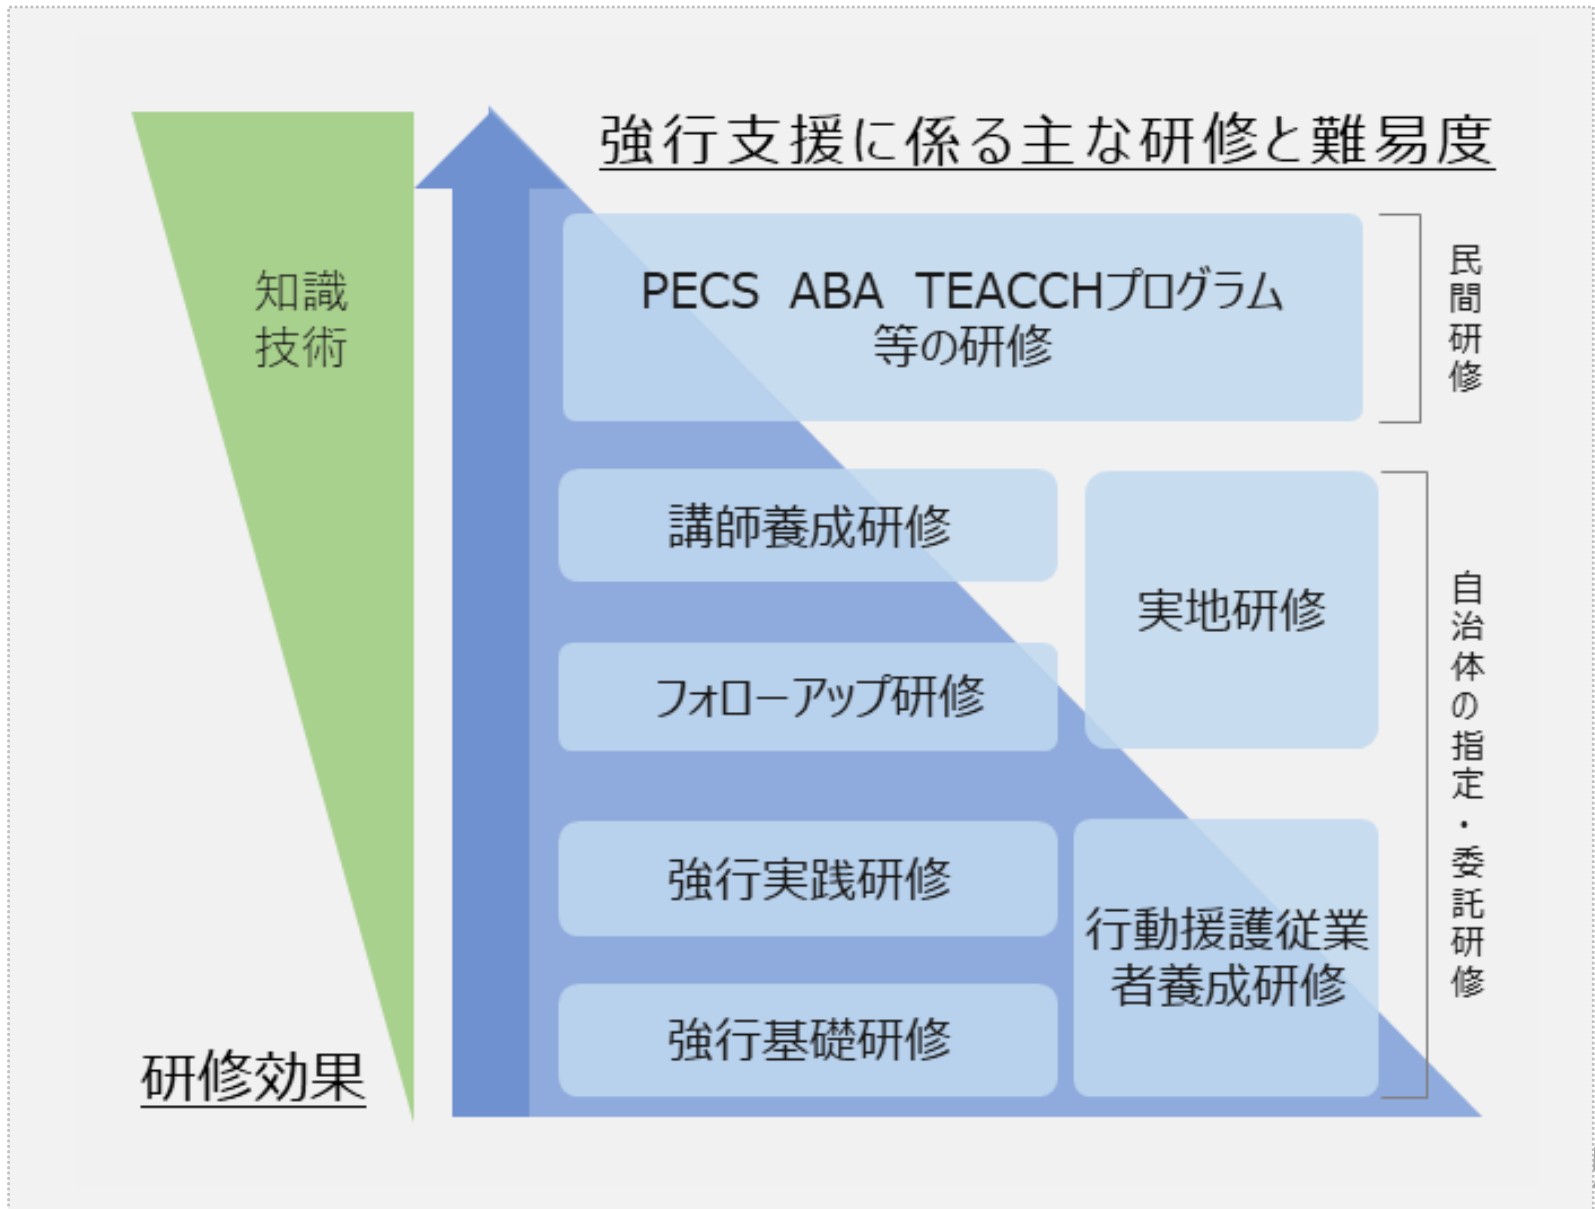 強行支援に係る主な研修と難易度
知識
技術
PECS ABA TEACCHプログラム
等の研修
民間研修
講師養成研修
実地研修
フォローアップ研修
強行実践研修
行動援護従業
者養成研修
強行基礎研修
自治体の指定・委託研修
研修効果